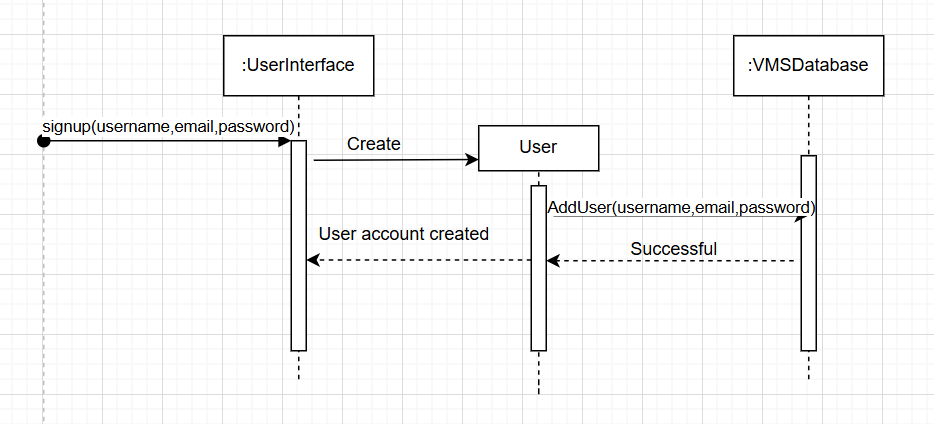 :UserInterface
:VMSDatabase
signup(username,email,password)
Create
User
AddUser(username,email,password)
User account created
Successful